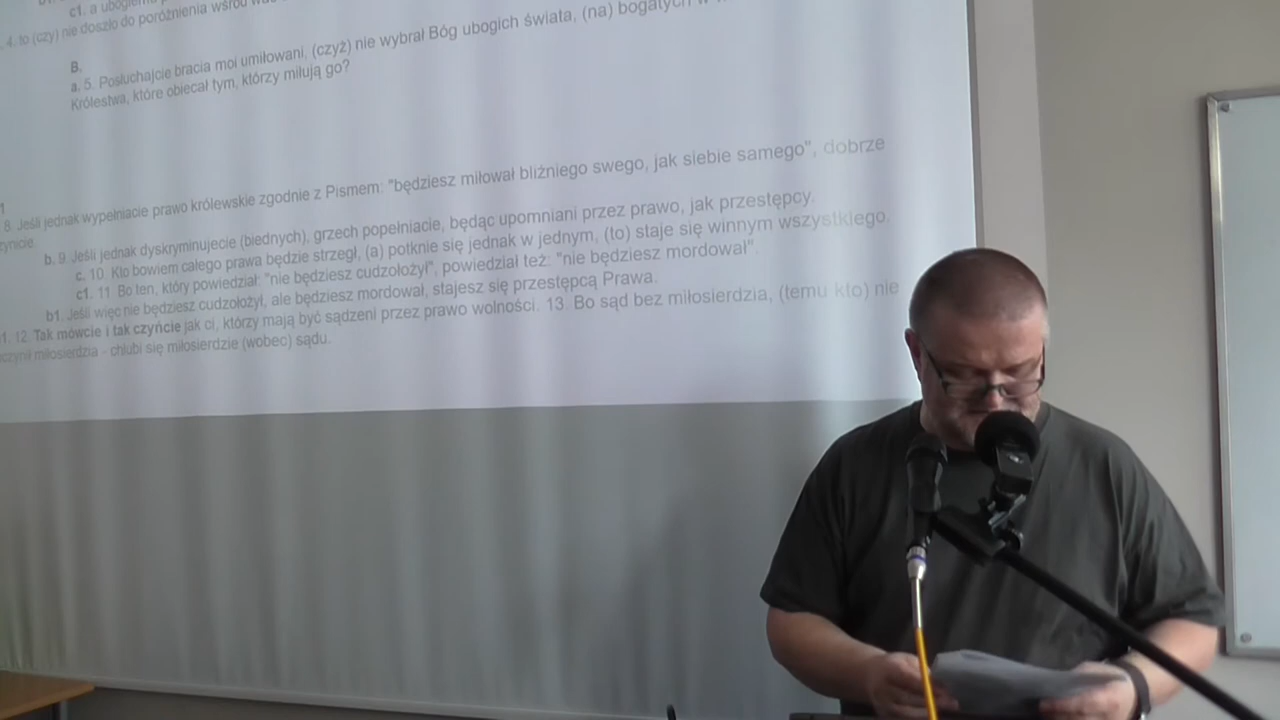 c1. a ubogiemu
4. to (czy) nie doszło do poróżnienia wśród was
B.
a. 5. Posłuchajcie bracia moi umiłowani, (czyż) nie wybrał Bóg ubogich świata, (na) bogatych w
Królestwa, które obiecał tym, którzy miłują go?
8. Jeśli jednak wypełniacie prawo królewskie zgodnie z Pismem: "będziesz miłował bliźniego swego, jak siebie samego", dobrze
czynicie.
b. 9. Jeśli jednak dyskryminujecie (biednych), grzech popełniacie, będąc upomniani przez prawo, jak przestępcy.
c. 10. Kto bowiem całego prawa będzie strzegł, (a) potknie się jednak w jednym, (to) staje się winnym wszystkiego.
c1. 11. Bo ten, który powiedział: "nie będziesz cudzołożył", powiedział też: "nie będziesz mordował".
b1. Jeśli więc nie będziesz cudzołożył, ale będziesz mordował, stajesz się przestępcą Prawa.
1. 12. Tak mówcie i tak czyńcie jak ci, którzy mają być sądzeni przez prawo wolności. 13. Bo sąd bez miłosierdzia, (temu kto) nie
uczynił miłosierdzia - chlubi się miłosierdzie (wobec) sądu.